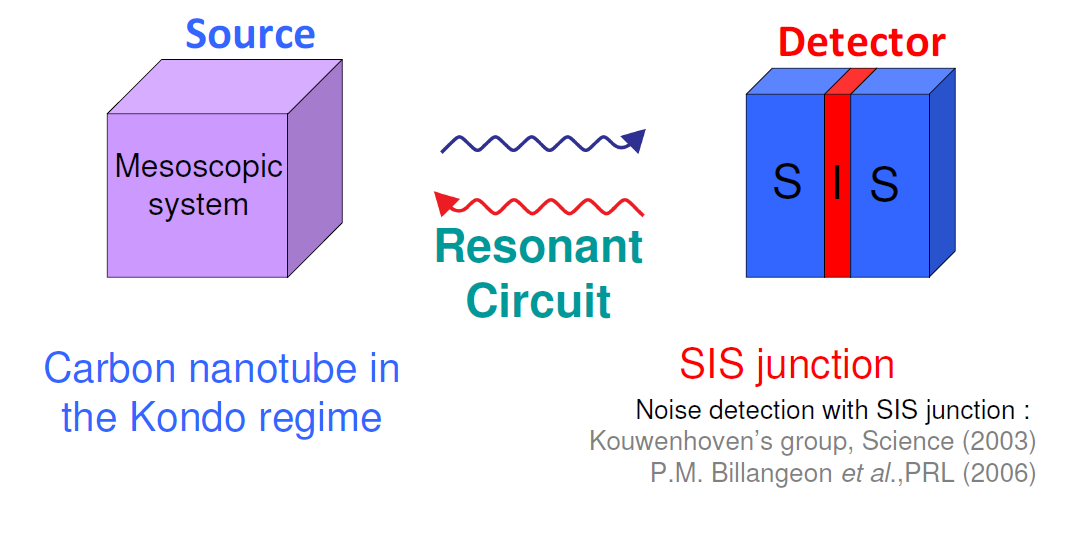 Source
Detector
Mesoscopic
system
S I S
Resonant
Circuit
Carbon nanotube in
the Kondo regime
SIS junction
Noise detection with SIS junction :
Kouwenhoven's group, Science (2003)
P.M. Billangeon et al.,PRL (2006)